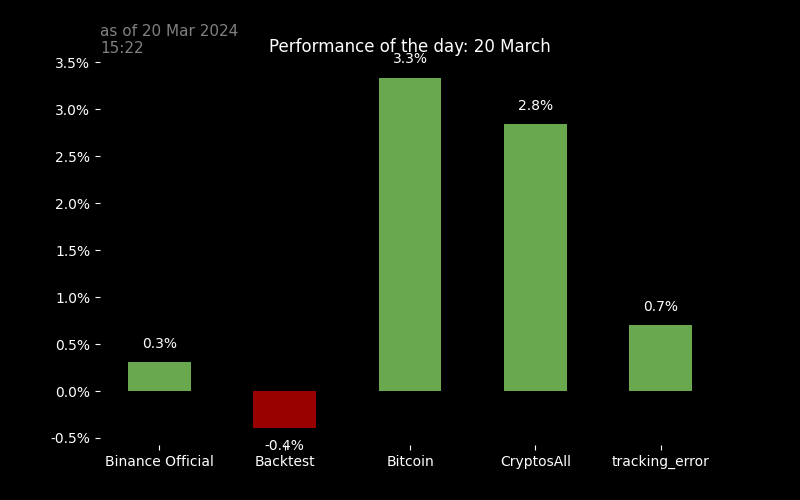 as of 20 Mar 2024
15:22
Performance of the day: 20 March
3.5%
3.0%
2.5%
2.0%
1.5%
1.0%
0.5%
0.0%
-0.5%
0.3%
-0.4%
3.3%
2.8%
0.7%
Binance Official
Backtest
Bitcoin
CryptosAll
tracking_error